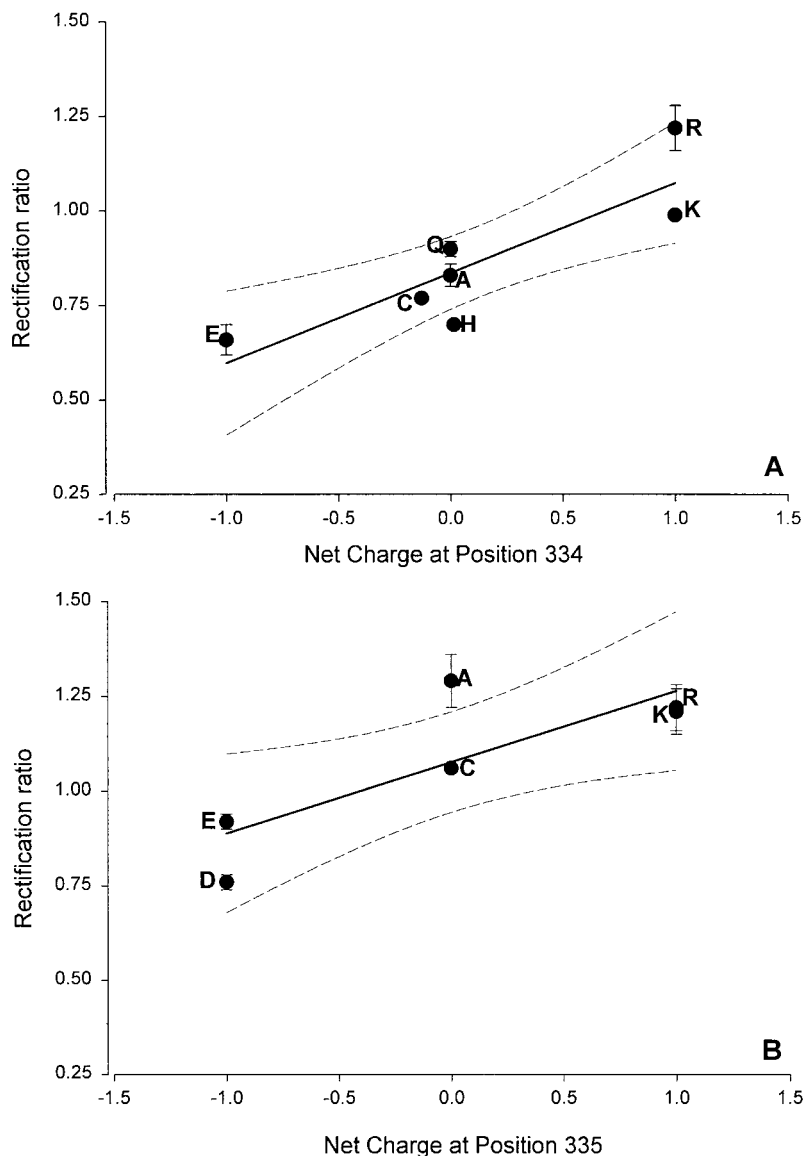 1.50
1.25
1.00
0.75
0.50
0.25
Rectification ratio
R
K
Q
A
C
H
E
A
-1.5 -1.0 -0.5 0.0 0.5 1.0 1.5
Net Charge at Position 334
1.50
1.25
1.00
0.75
0.50
0.25
Rectification ratio
A
R
K
C
E
D
B
-1.5 -1.0 -0.5 0.0 0.5 1.0 1.5
Net Charge at Position 335